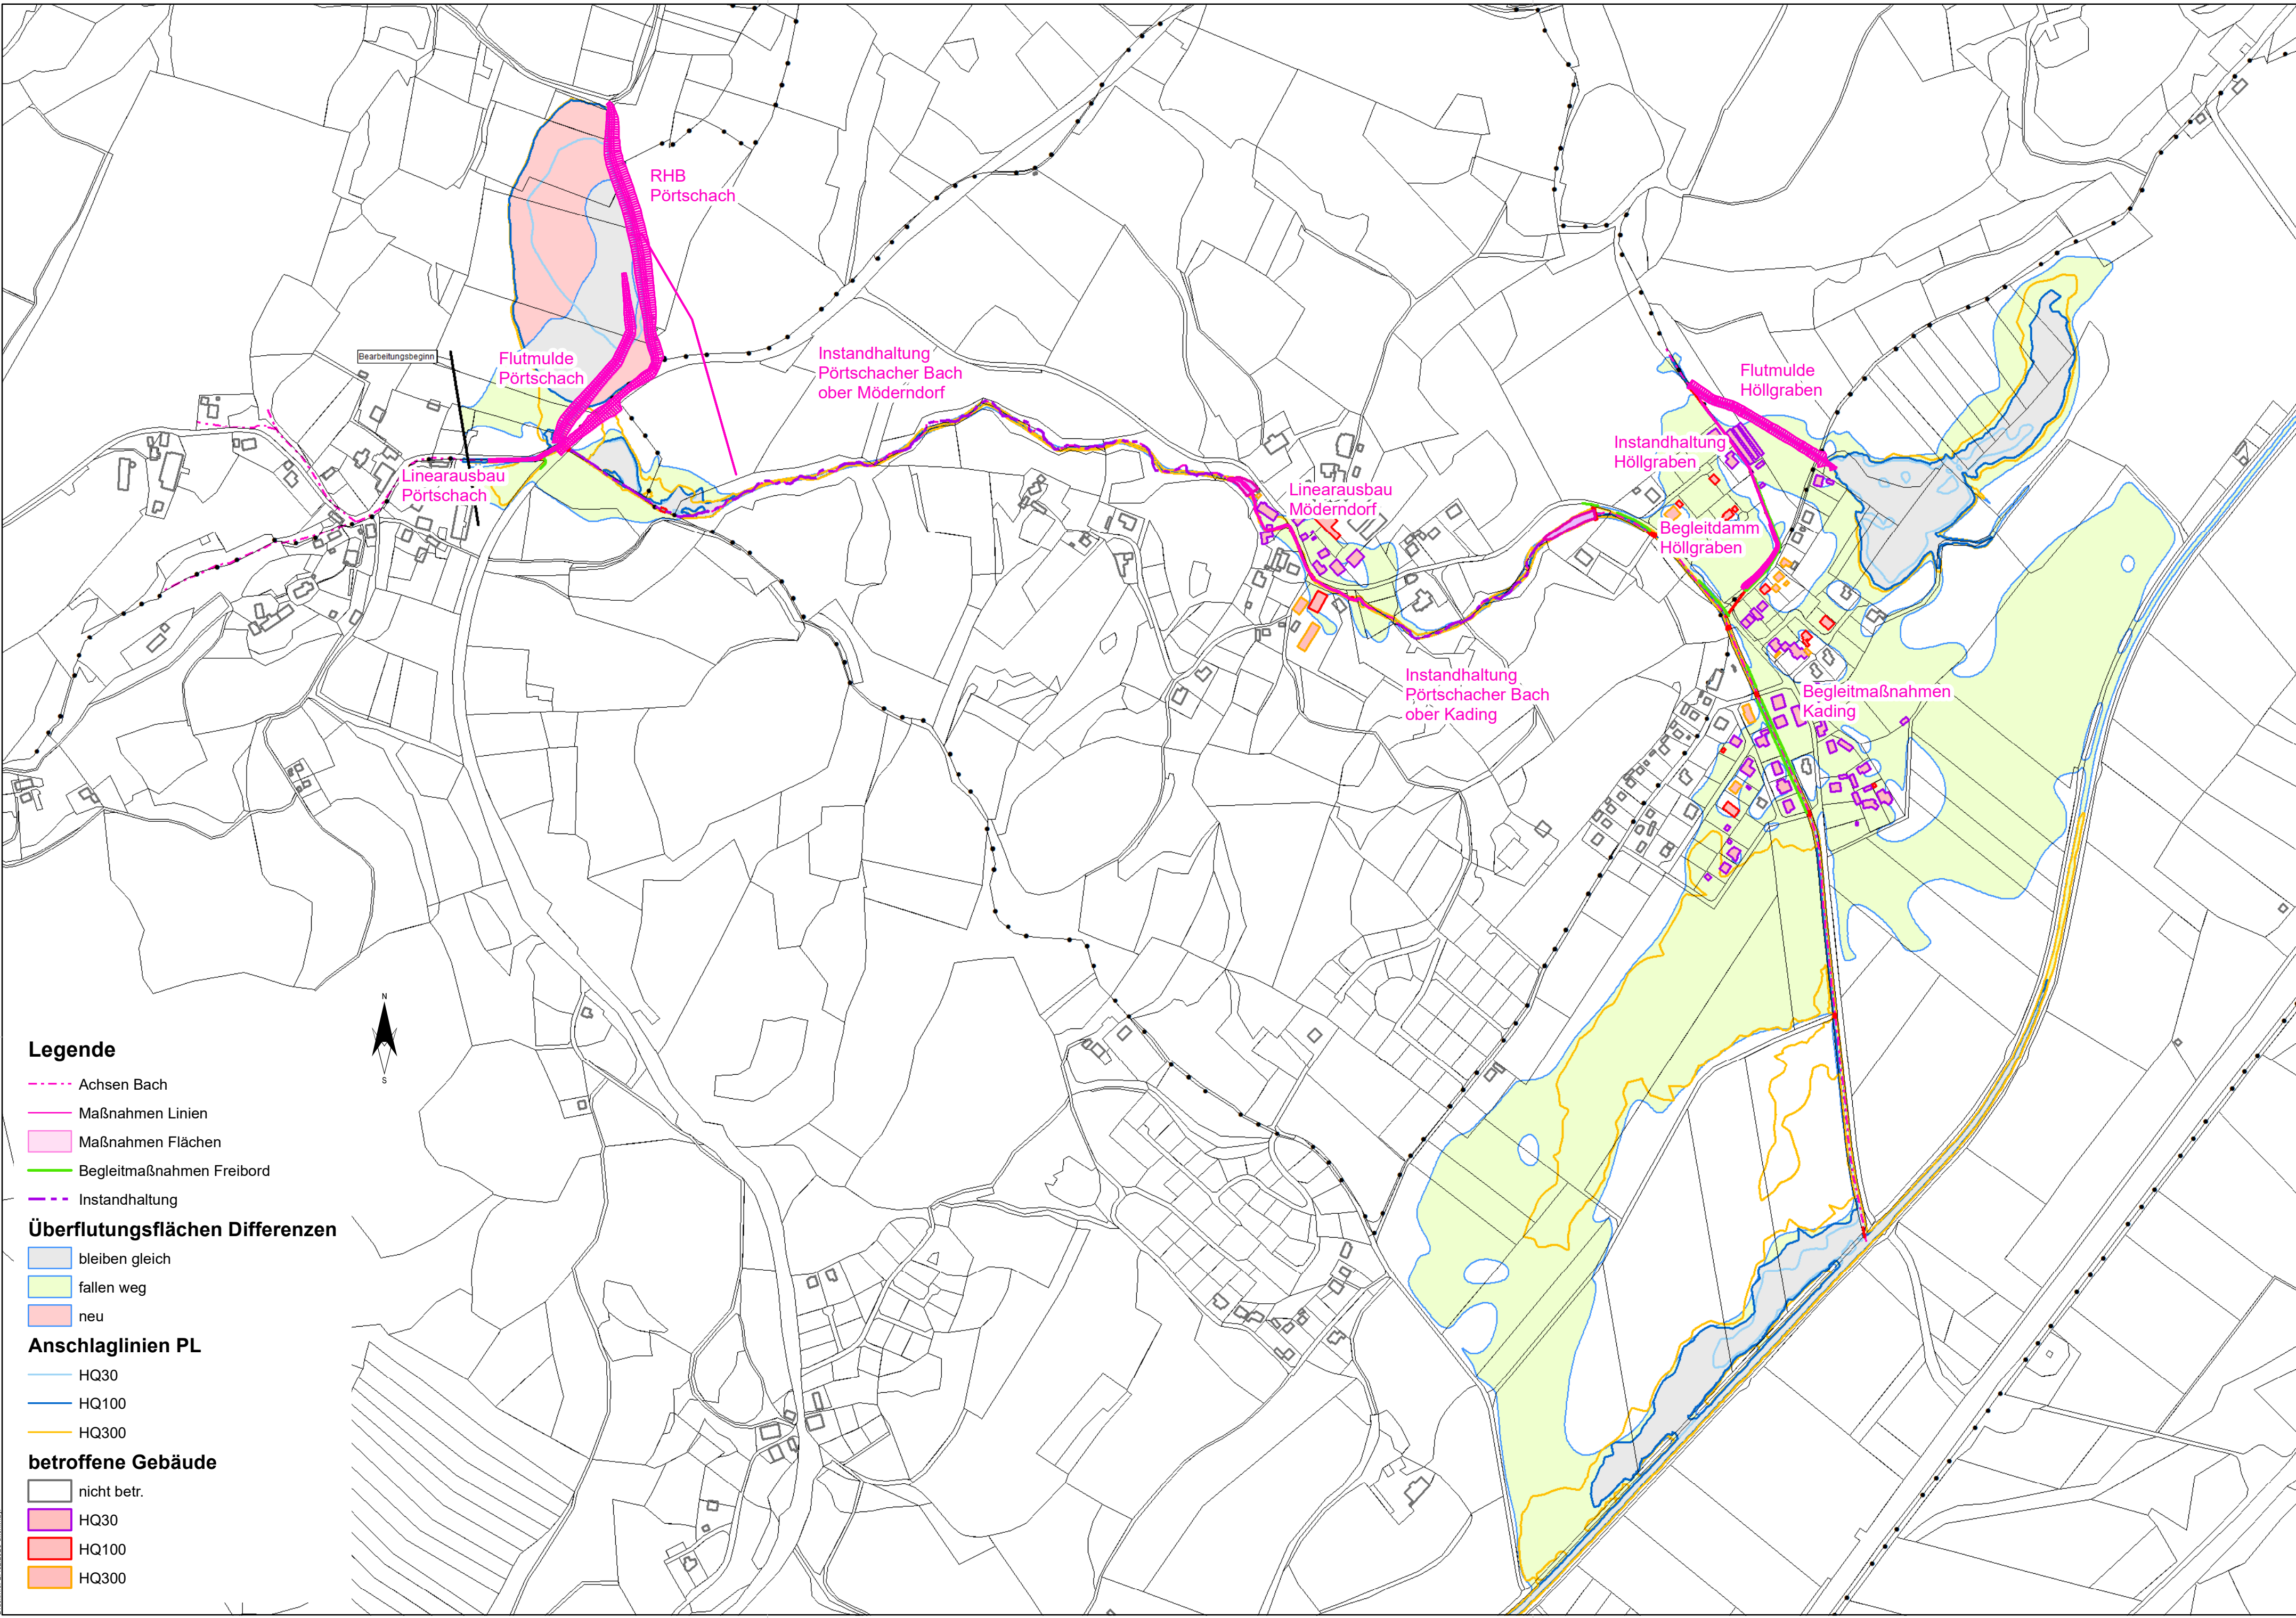 RHB
Pörtschach
Bearbeitungsbeginn
Flutmulde
Pörtschach
Instandhaltung
Pörtschacher Bach
ober Möderndorf
Flutmulde
Höllgraben
Instandhaltung
Höllgraben
Linearausbau
Pörtschach
Linearausbau
Möderndorf
Begleitdamm
Höllgraben
Instandhaltung
Pörtschacher Bach
ober Kading
Begleitmaßnahmen
Kading
N
S
Legende
Achsen Bach
Maßnahmen Linien
Maßnahmen Flächen
Begleitmaßnahmen Freibord
Instandhaltung
Überflutungsflächen Differenzen
bleiben gleich
fallen weg
neu
Anschlaglinien PL
HQ30
HQ100
HQ300
betroffene Gebäude
nicht betr.
HQ30
HQ100
HQ300